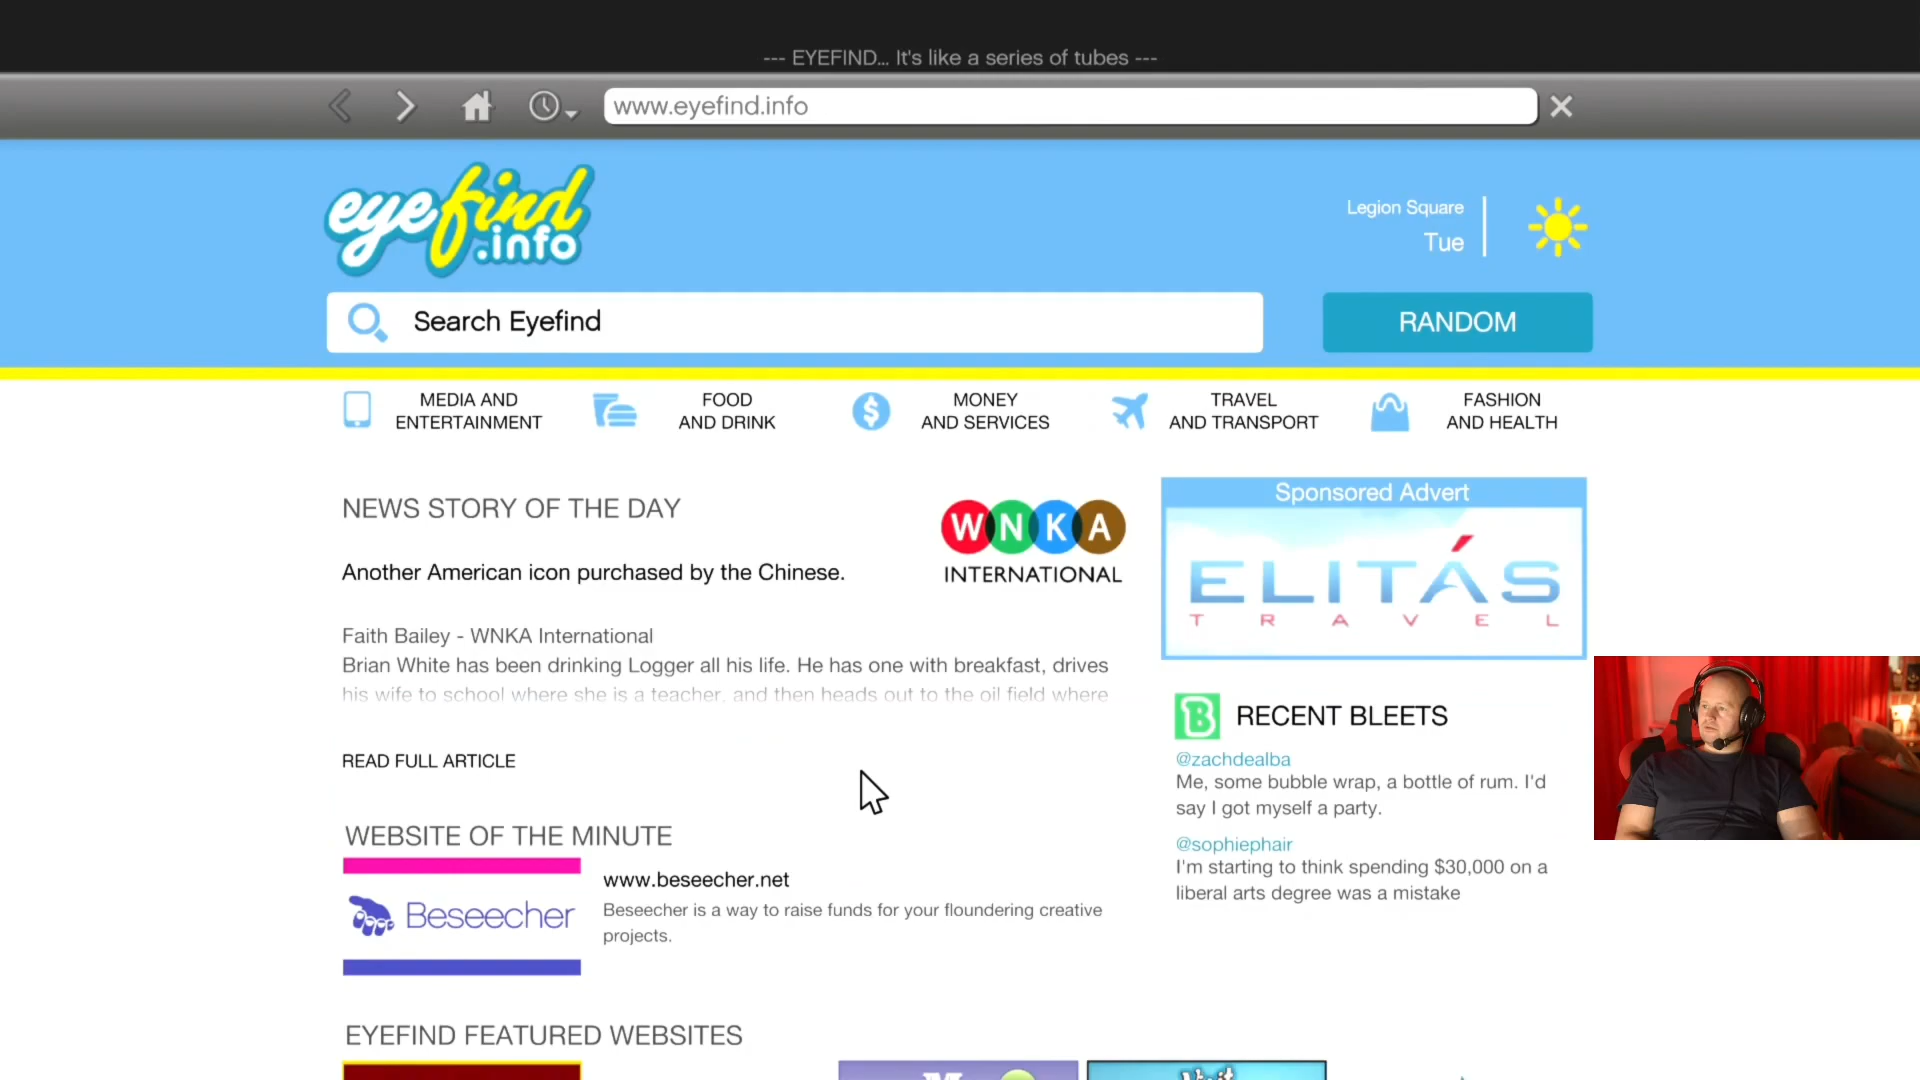 --- EYEFIND... It's like a series of tubes ---
www.eyefind.info
eyefind
.info
Legion Square
Tue
Search Eyefind
RANDOM
MEDIA AND
ENTERTAINMENT
FOOD
AND DRINK
MONEY
AND SERVICES
TRAVEL
AND TRANSPORT
FASHION
AND HEALTH
NEWS STORY OF THE DAY
WNKA
INTERNATIONAL
Another American icon purchased by the Chinese.
Faith Bailey - WNKA International
Brian White has been drinking Logger all his life. He has one with breakfast, drives
his wife to school where she is a teacher, and then heads out to the oil field where
READ FULL ARTICLE
Sponsored Advert
ELITÁS
TRAVEL
B RECENT BLEETS
@zachdealba
Me, some bubble wrap, a bottle of rum. I'd
say I got myself a party.
@sophiephair
I'm starting to think spending $30,000 on a
liberal arts degree was a mistake
WEBSITE OF THE MINUTE
Beseecher
www.beseecher.net
Beseecher is a way to raise funds for your floundering creative
projects.
EYEFIND FEATURED WEBSITES
Visit